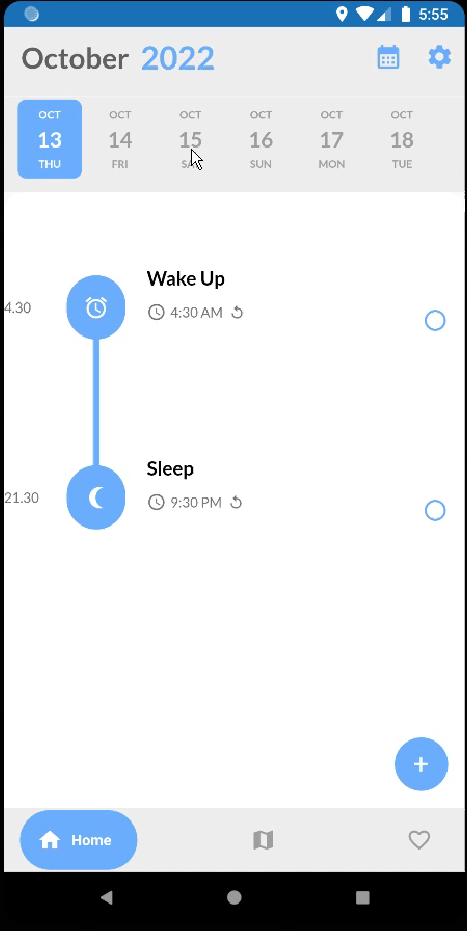 5:55
October 2022
OCT OCT OCT OCT OCT OCT
13 14 15 16 17 18
THU FRI SAT SUN MON TUE
Wake Up
4.30
4:30 AM
Sleep
21.30
9:30 PM
+
Home